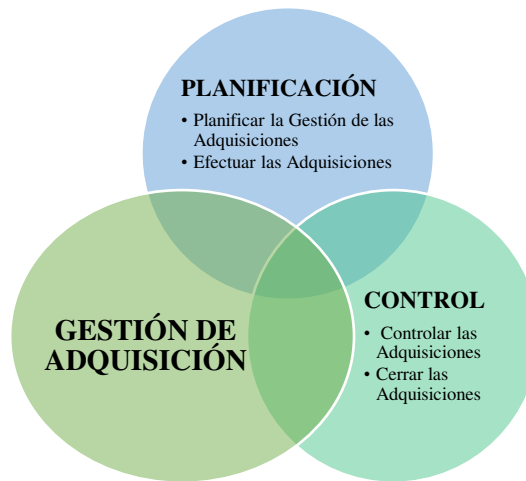 PLANIFICACIÓN
• Planificar la Gestión de las
Adquisiciones
• Efectuar las Adquisiciones
GESTIÓN DE
ADQUISICIÓN
CONTROL
• Controlar las
Adquisiciones
• Cerrar las
Adquisiciones